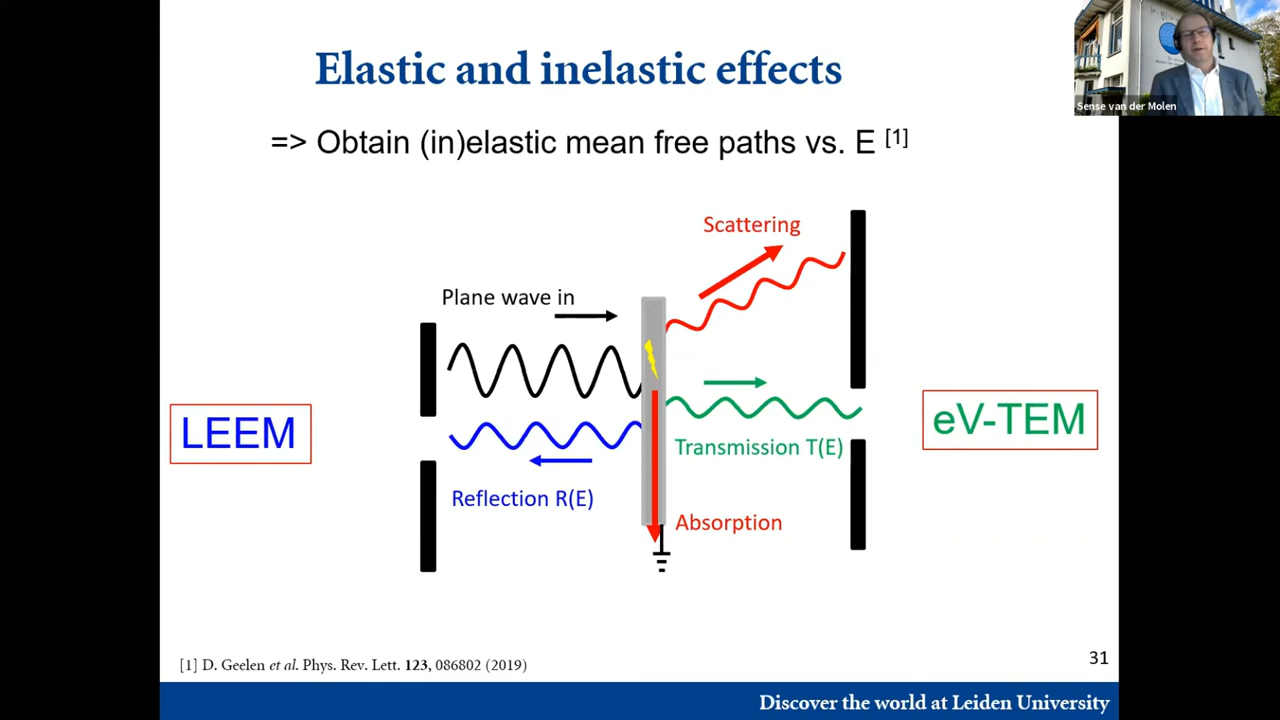 Elastic and inelastic effects
Sense van der Molen
=> Obtain (in)elastic mean free paths vs. E [1]
Scattering
Plane wave in
LEEM
eV-TEM
Transmission T(E)
Reflection R(E)
Absorption
[1] D. Geelen et al. Phys. Rev. Lett. 123, 086802 (2019)
31
Discover the world at Leiden University